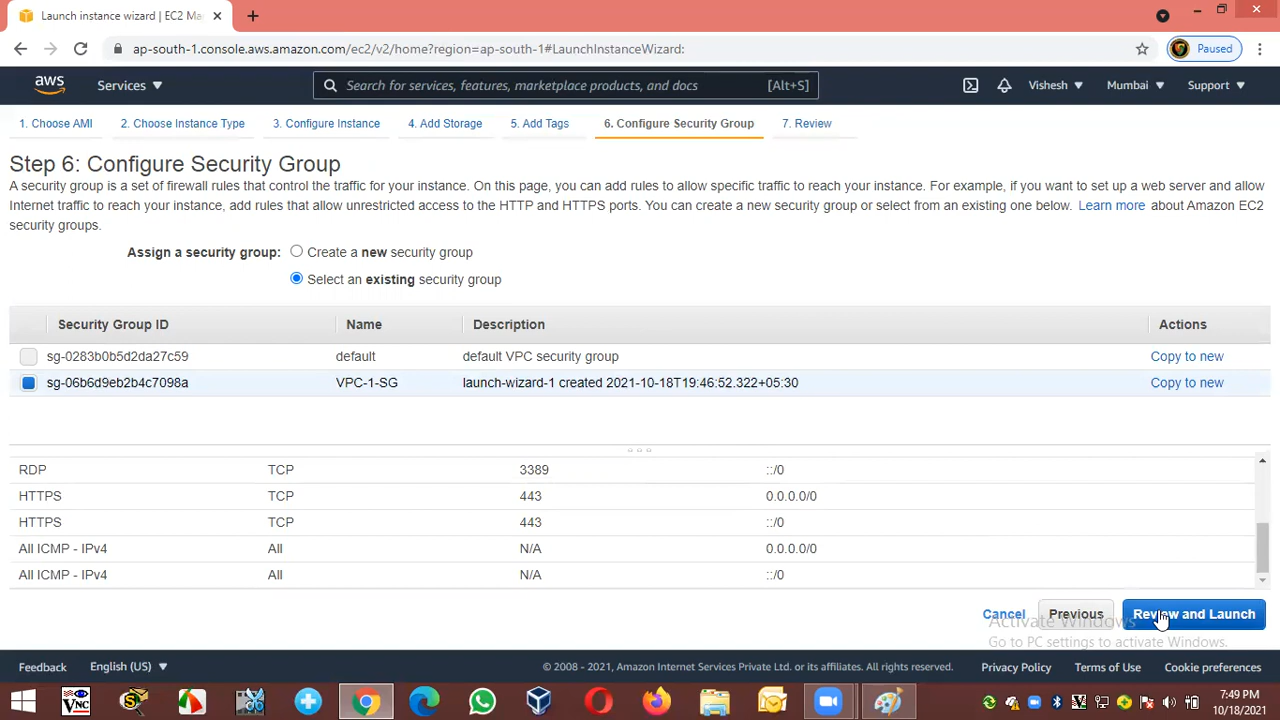 Launch instance wizard | EC2 Ma
ap-south-1.console.aws.amazon.com/ec2/v2/home?region=ap-south-1#LaunchInstanceWizard:
Paused
aws
Services
Search for services, features, marketplace products, and docs
[Alt+S]
Vishesh
Mumbai
Support
1. Choose AMI
2. Choose Instance Type
3. Configure Instance
4. Add Storage
5. Add Tags
6. Configure Security Group
7. Review
Step 6: Configure Security Group
A security group is a set of firewall rules that control the traffic for your instance. On this page, you can add rules to allow specific traffic to reach your instance. For example, if you want to set up a web server and allow
Internet traffic to reach your instance, add rules that allow unrestricted access to the HTTP and HTTPS ports. You can create a new security group or select from an existing one below. Learn more about Amazon EC2
security groups.
Assign a security group: Create a new security group
Select an existing security group
Security Group ID Name Description Actions
sg-0283b0b5d2da27c59 default default VPC security group Copy to new
sg-06b6d9eb2b4c7098a VPC-1-SG launch-wizard-1 created 2021-10-18T19:46:52.322+05:30 Copy to new
RDP TCP 3389 ::/0
HTTPS TCP 443 0.0.0.0/0
HTTPS TCP 443 ::/0
All ICMP - IPv4 All N/A 0.0.0.0/0
All ICMP - IPv4 All N/A ::/0
Cancel Previous Review and Launch
Activate Windows
Go to PC settings to activate Windows.
Feedback English (US) © 2008 - 2021, Amazon Internet Services Private Ltd. or its affiliates. All rights reserved. Privacy Policy Terms of Use Cookie preferences
VNC
7:49 PM
10/18/2021